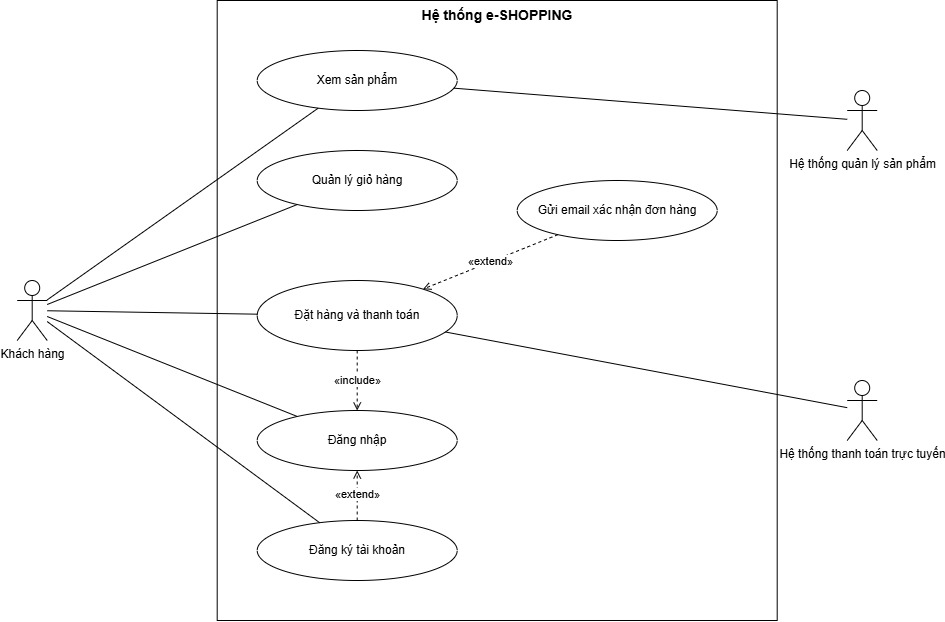 Hệ thống e-SHOPPING
Xem sản phẩm
Hệ thống quản lý sản phẩm
Quản lý giỏ hàng
Gửi email xác nhận đơn hàng
«extend»
Đặt hàng và thanh toán
Khách hàng
«include»
Đăng nhập
Hệ thống thanh toán trực tuyến
«extend»
Đăng ký tài khoản